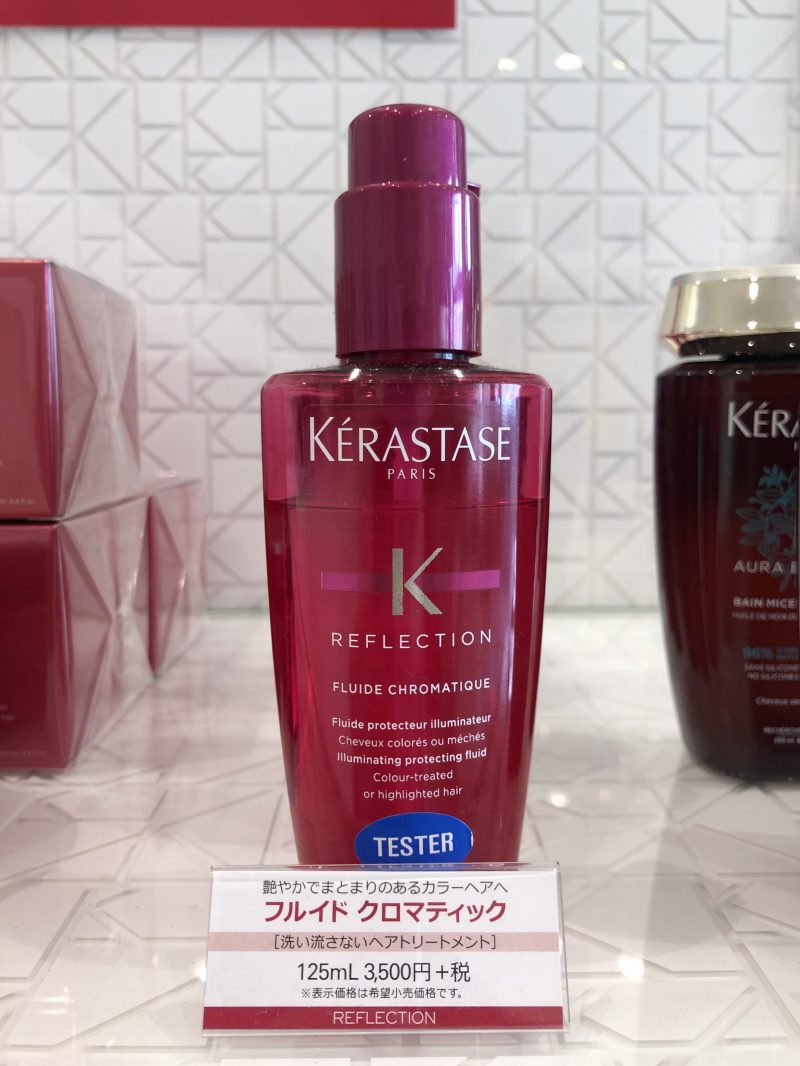 KÉRASTASE
PARIS
K
REFLECTION
FLUIDE CHROMATIQUE
Fluide protecteur illuminateur
Cheveux colorés ou méchés
Illuminating protecting fluid
Colour-treated
or highlighted hair
TESTER
艶やかでまとまりのあるカラーヘアへ
フルイド クロマティック
[洗い流さないヘアトリートメント]
125mL 3,500円+税
※表示価格は希望小売価格です。
REFLECTION
KÉRA
AURA
BAIN
96%